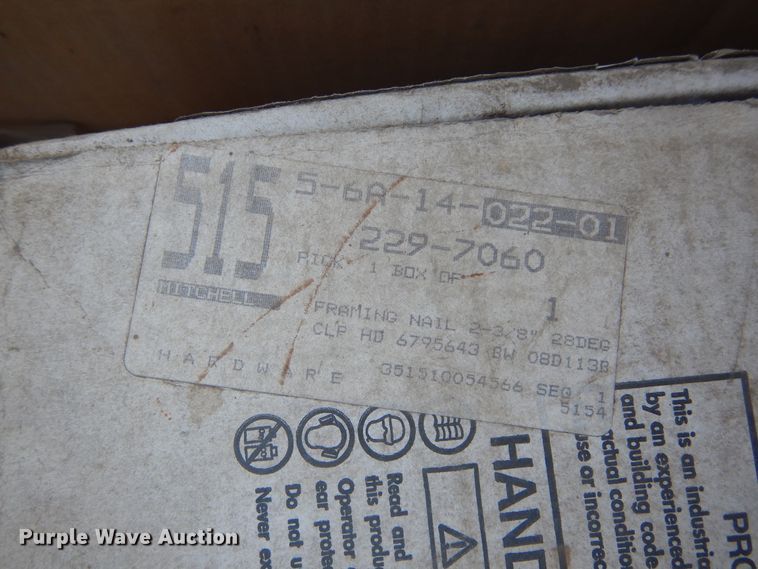 515
MITCHELL
5-6A-14-022-01
229-7060
PICK 1 BOX OF 1
FRAMING NAIL 2-3/8" 28DEG
CLP HD 6795643 BW 08D113B
HARDWARE
351510054566 SEQ 1
5154
Never ex
Do not u
ear protec
Operator
this produ
Read and
HAND
PRO
This is an industria
by an experienced
and building code
actual condition
use or incorrec
Purple Wave Auction